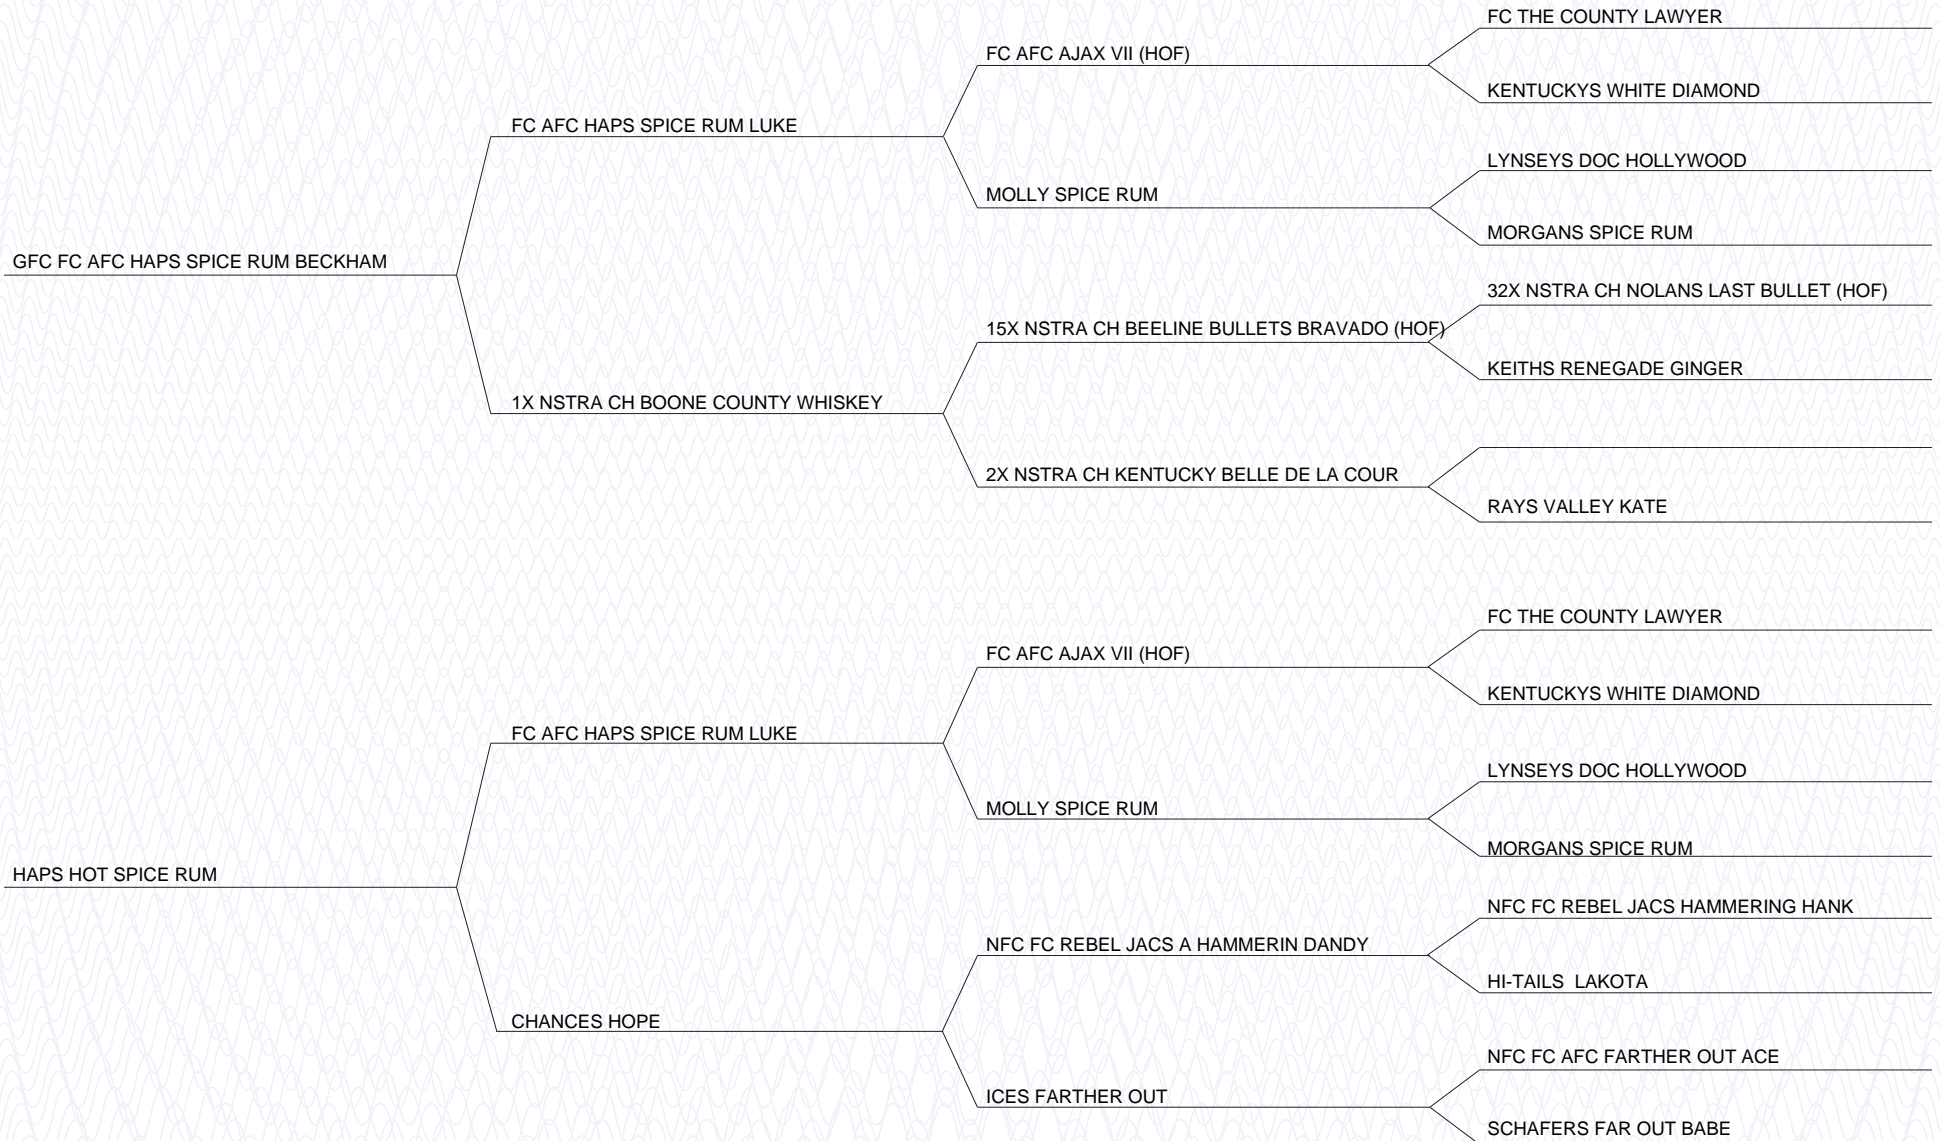 FC THE COUNTY LAWYER
FC AFC AJAX VII (HOF)
KENTUCKYS WHITE DIAMOND
FC AFC HAPS SPICE RUM LUKE
LYNSEYS DOC HOLLYWOOD
MOLLY SPICE RUM
MORGANS SPICE RUM
GFC FC AFC HAPS SPICE RUM BECKHAM
32X NSTRA CH NOLANS LAST BULLET (HOF)
15X NSTRA CH BEELINE BULLETS BRAVADO (HOF)
KEITHS RENEGADE GINGER
1X NSTRA CH BOONE COUNTY WHISKEY
2X NSTRA CH KENTUCKY BELLE DE LA COUR
RAYS VALLEY KATE
FC THE COUNTY LAWYER
FC AFC AJAX VII (HOF)
KENTUCKYS WHITE DIAMOND
FC AFC HAPS SPICE RUM LUKE
LYNSEYS DOC HOLLYWOOD
MOLLY SPICE RUM
MORGANS SPICE RUM
HAPS HOT SPICE RUM
NFC FC REBEL JACS HAMMERING HANK
NFC FC REBEL JACS A HAMMERIN DANDY
HI-TAILS  LAKOTA
CHANCES HOPE
NFC FC AFC FARTHER OUT ACE
ICES FARTHER OUT
SCHAFERS FAR OUT BABE